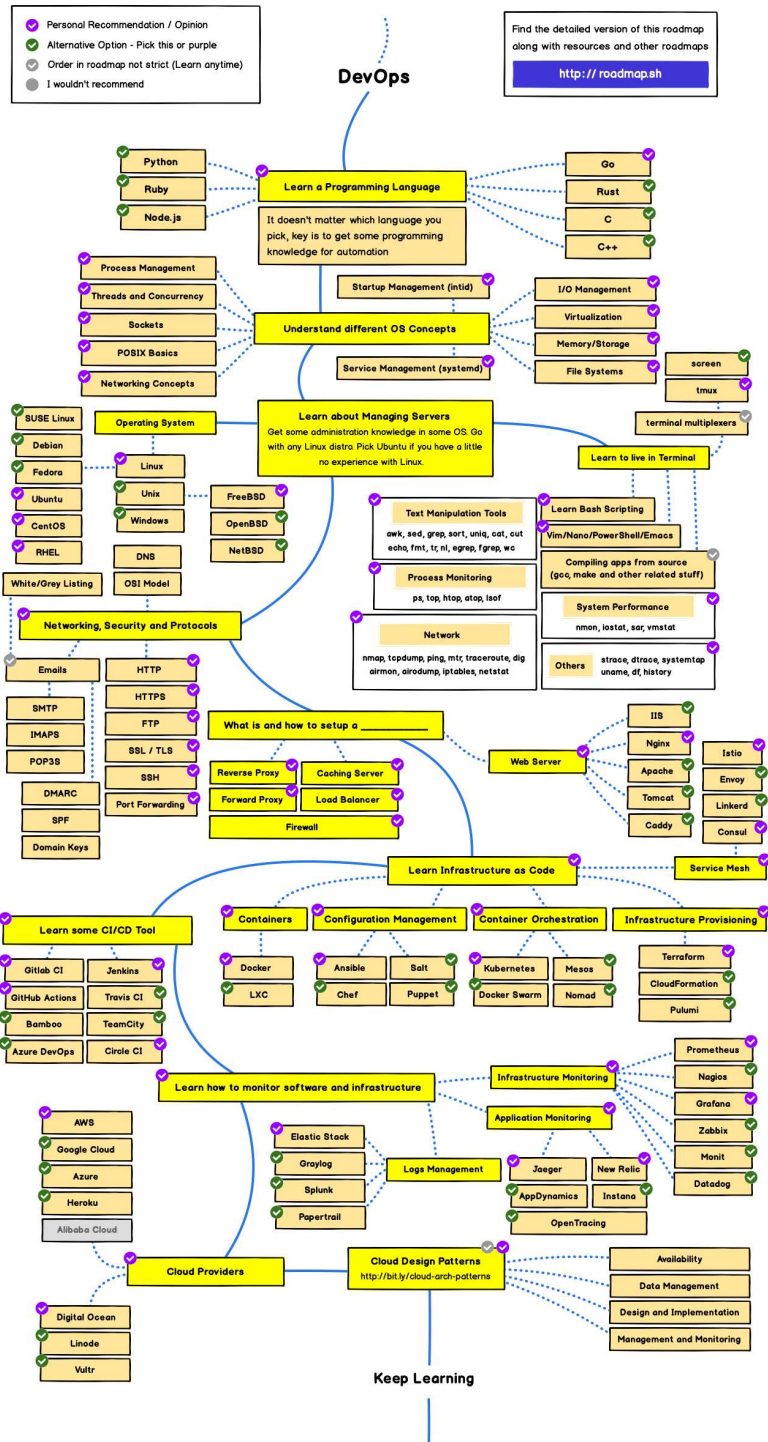 Personal Recommendation / Opinion
Alternative Option - Pick this or purple
Order in roadmap not strict (Learn anytime)
I wouldn't recommend
Find the detailed version of this roadmap
along with resources and other roadmaps
http://roadmap.sh
DevOps
Python
Ruby
Node.js
Learn a Programming Language
It doesn't matter which language you
pick, key is to get some programming
knowledge for automation
Go
Rust
C
C++
Process Management
Threads and Concurrency
Sockets
POSIX Basics
Networking Concepts
Startup Management (intid)
Understand different OS Concepts
Service Management (systemd)
I/O Management
Virtualization
Memory/Storage
File Systems
screen
tmux
terminal multiplexers
Learn to live in Terminal
Learn about Managing Servers
Get some administration knowledge in some OS. Go
with any Linux distro. Pick Ubuntu if you have a little
no experience with Linux.
Operating System
SUSE Linux
Debian
Fedora
Ubuntu
CentOS
RHEL
Linux
Unix
Windows
FreeBSD
OpenBSD
NetBSD
Text Manipulation Tools
awk, sed, grep, sort, uniq, cat, cut
echo, fmt, tr, nl, egrep, fgrep, wc
Process Monitoring
ps, top, htop, atop, lsof
Network
nmap, tcpdump, ping, mtr, traceroute, dig
airmon, airodump, iptables, netstat
Learn Bash Scripting
Vim/Nano/PowerShell/Emacs
Compiling apps from source
(gcc, make and other related stuff)
System Performance
nmon, iostat, sar, vmstat
Others
strace, dtrace, systemtap
uname, df, history
DNS
OSI Model
White/Grey Listing
Networking, Security and Protocols
Emails
SMTP
IMAPS
POP3S
DMARC
SPF
Domain Keys
HTTP
HTTPS
FTP
SSL / TLS
SSH
Port Forwarding
What is and how to setup a ___________
Reverse Proxy
Caching Server
Forward Proxy
Load Balancer
Firewall
Web Server
IIS
Nginx
Apache
Tomcat
Caddy
Istio
Envoy
Linkerd
Consul
Service Mesh
Learn Infrastructure as Code
Containers
Docker
LXC
Configuration Management
Ansible
Salt
Chef
Puppet
Container Orchestration
Kubernetes
Mesos
Docker Swarm
Nomad
Infrastructure Provisioning
Terraform
CloudFormation
Pulumi
Learn some CI/CD Tool
Gitlab CI
Jenkins
GitHub Actions
Travis CI
Bamboo
TeamCity
Azure DevOps
Circle CI
Learn how to monitor software and infrastructure
Infrastructure Monitoring
Prometheus
Nagios
Grafana
Zabbix
Monit
Datadog
Application Monitoring
Jaeger
New Relic
AppDynamics
Instana
OpenTracing
Logs Management
Elastic Stack
Graylog
Splunk
Papertrail
AWS
Google Cloud
Azure
Heroku
Alibaba Cloud
Cloud Providers
Digital Ocean
Linode
Vultr
Cloud Design Patterns
http://bit.ly/cloud-arch-patterns
Availability
Data Management
Design and Implementation
Management and Monitoring
Keep Learning